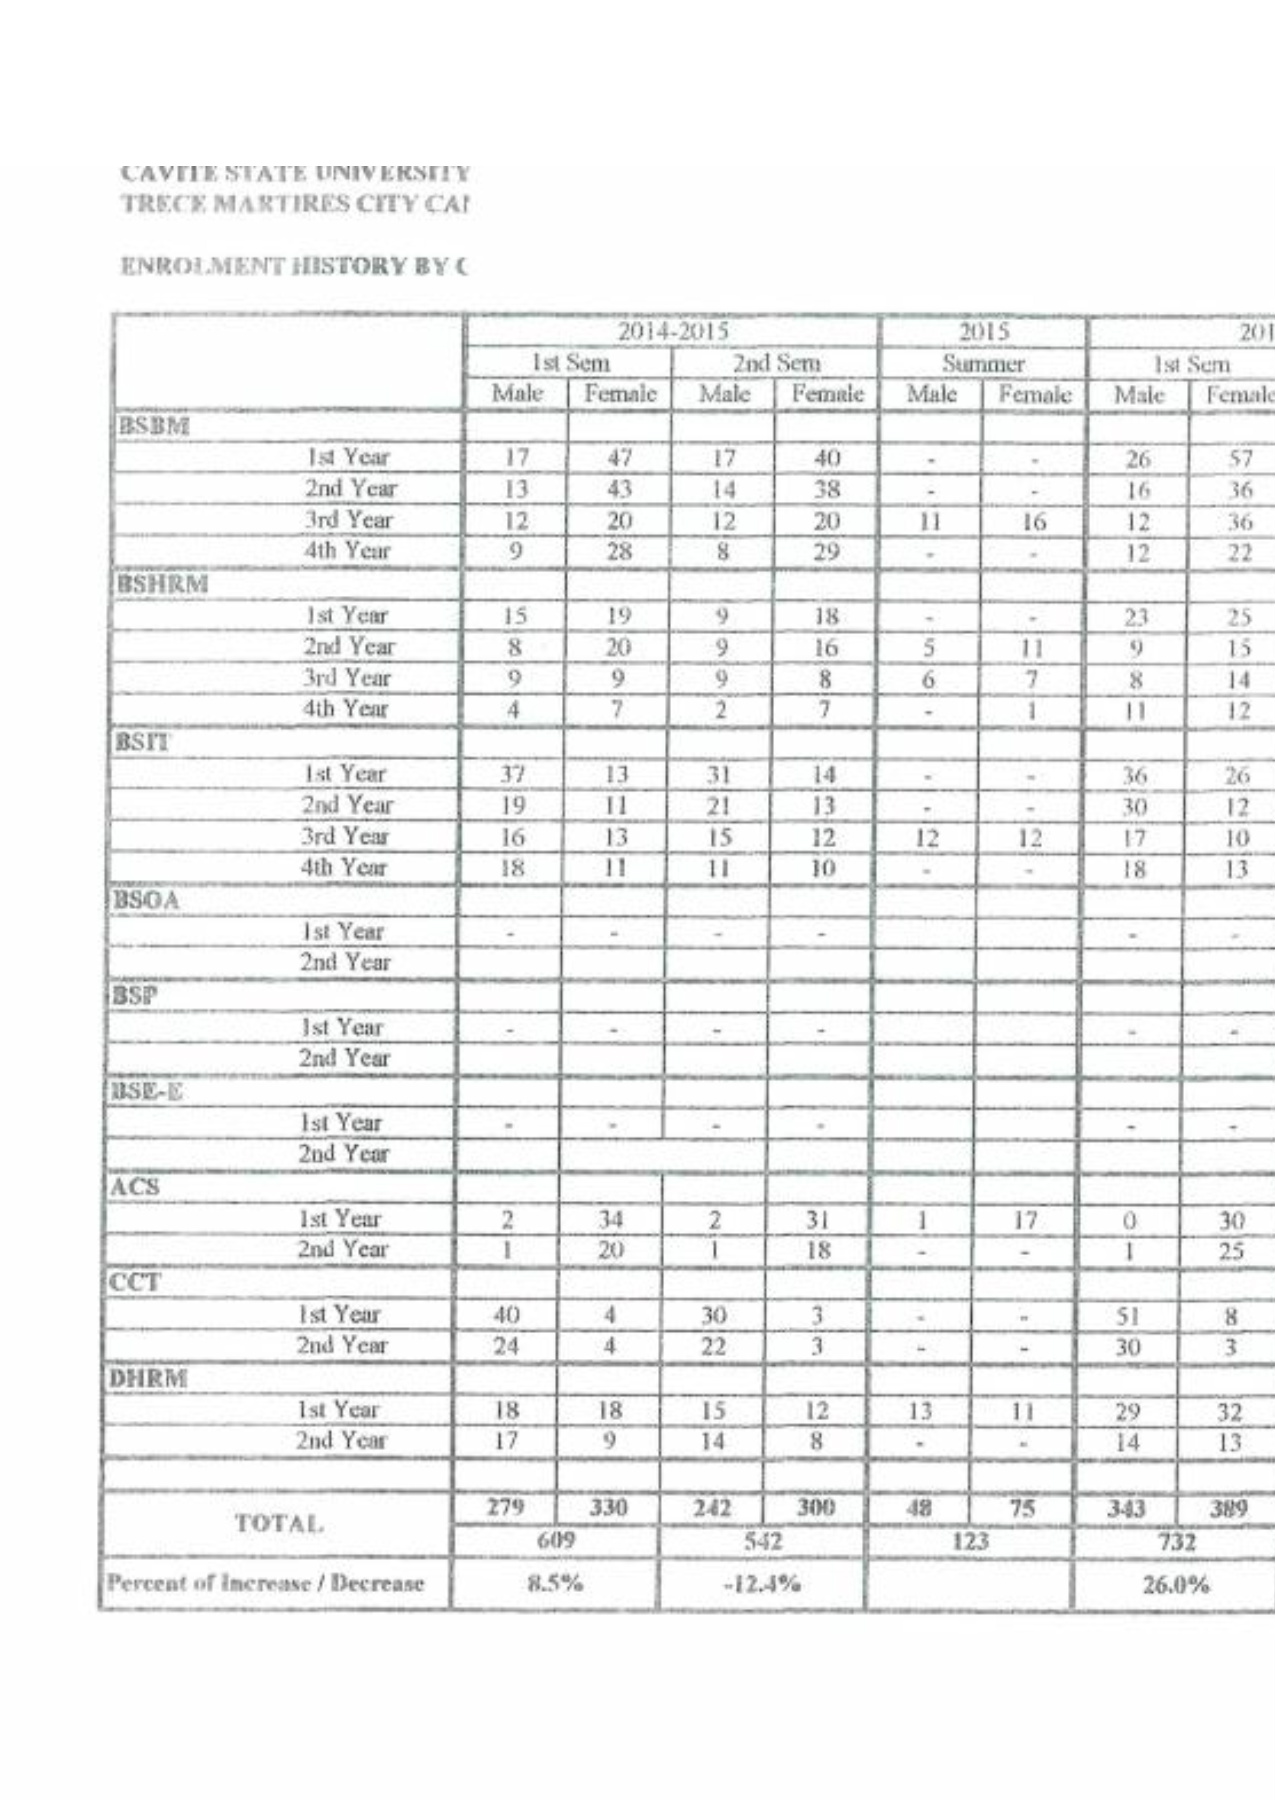 CAVITE STATE UNIVERSITY
TRECE MARTIRES CITY
ENROLMENT HISTORY BY
2014-2015 2015 201
1st Sem 2nd Sem Summer 1st Sem
Male Female Male Female Male Female Male Female
BSBM
1st Year 17 47 17 40 - - 26 57
2nd Year 13 43 14 38 - - 16 36
3rd Year 12 20 12 20 11 16 12 36
4th Year 9 28 8 29 - - 12 22
BSHRM
1st Year 15 19 9 18 - - 23 25
2nd Year 8 20 9 16 5 11 9 15
3rd Year 9 9 9 8 6 7 8 14
4th Year 4 7 2 7 - 1 11 12
BSIT
1st Year 37 13 31 14 - - 36 26
2nd Year 19 11 21 13 - - 30 12
3rd Year 16 13 15 12 12 12 17 10
4th Year 18 11 11 10 - - 18 13
BSOA
1st Year - - - - - -
2nd Year
BSP
1st Year - - - - - -
2nd Year
BSE-E
1st Year - - - - - -
2nd Year
ACS
1st Year 2 34 2 31 1 17 0 30
2nd Year 1 20 1 18 - - 1 25
CCT
1st Year 40 4 30 3 - - 51 8
2nd Year 24 4 22 3 - - 30 3
DHRM
1st Year 18 18 15 12 13 11 29 32
2nd Year 17 9 14 8 - - 14 13
279 330 242 300 48 75 343 389
TOTAL
609 542 123 732
Percent of Increase / Decrease 8.5% -12.4% 26.0%